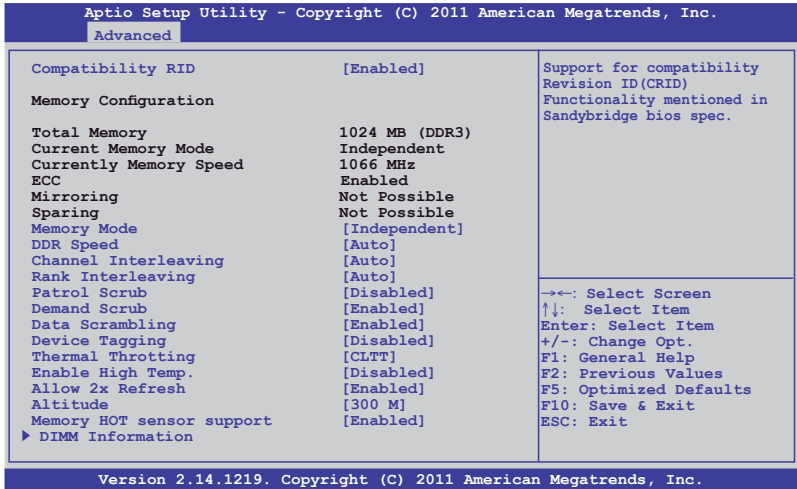 Aptio Setup Utility - Copyright (C) 2011 American Megatrends, Inc.
Advanced
Compatibility RID [Enabled]
Memory Configuration
Total Memory 1024 MB (DDR3)
Current Memory Mode Independent
Currently Memory Speed 1066 MHz
ECC Enabled
Mirroring Not Possible
Sparing Not Possible
Memory Mode [Independent]
DDR Speed [Auto]
Channel Interleaving [Auto]
Rank Interleaving [Auto]
Patrol Scrub [Disabled]
Demand Scrub [Enabled]
Data Scrambling [Enabled]
Device Tagging [Disabled]
Thermal Throtting [CLTT]
Enable High Temp. [Disabled]
Allow 2x Refresh [Enabled]
Altitude [300 M]
Memory HOT sensor support [Enabled]
DIMM Information
Support for compatibility
Revision ID(CRID)
Functionality mentioned in
Sandybridge bios spec.
→←: Select Screen
↑↓: Select Item
Enter: Select Item
+/-: Change Opt.
F1: General Help
F2: Previous Values
F5: Optimized Defaults
F10: Save & Exit
ESC: Exit
Version 2.14.1219. Copyright (C) 2011 American Megatrends, Inc.